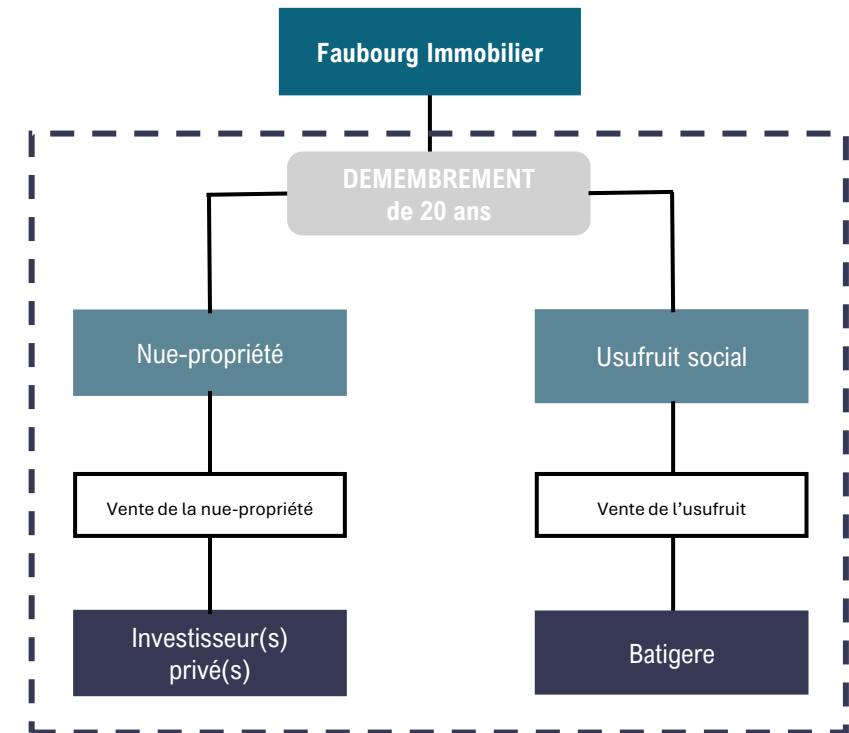 Faubourg Immobilier
DEMEMBREMENT
de 20 ans
Nue-propriété
Usufruit social
Vente de la nue-propriété
Vente de l’usufruit
Investisseur(s)
privé(s)
Batigere